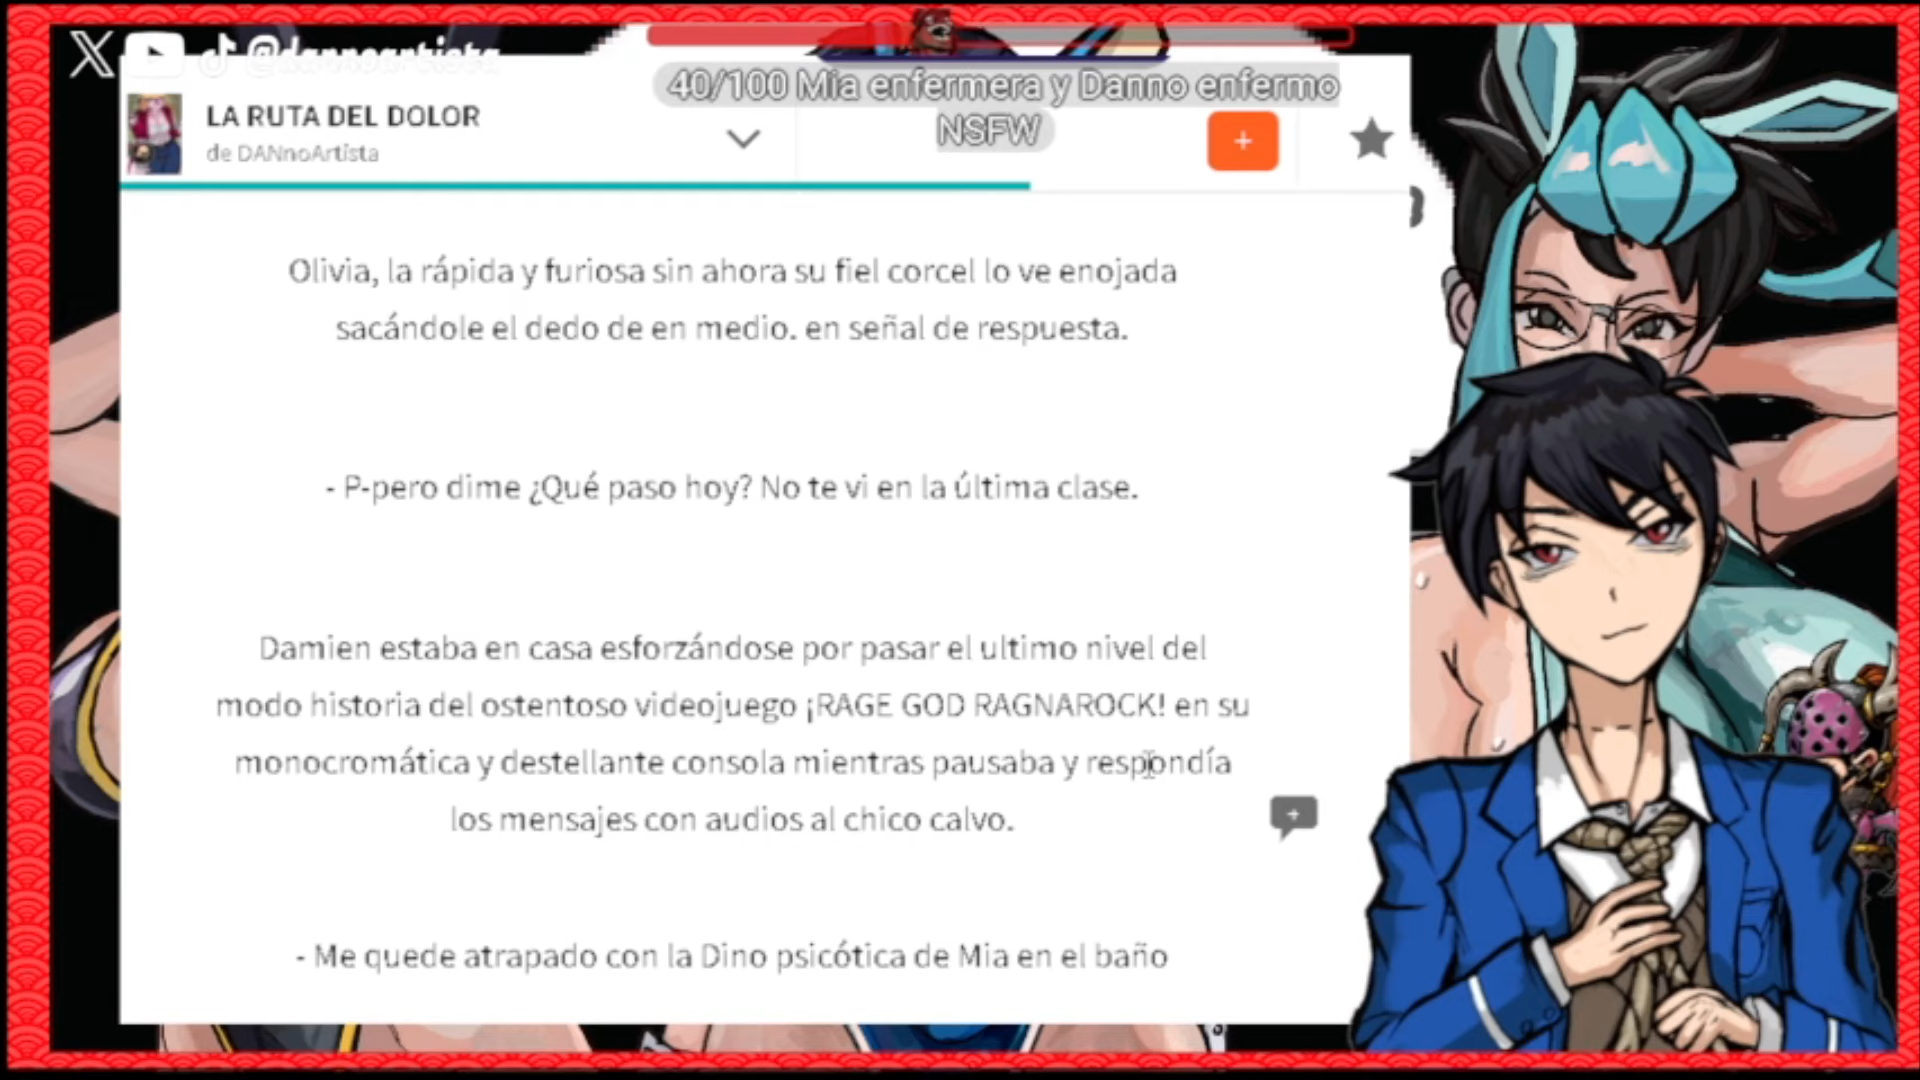 @dannoartista
40/100 Mia enfermera y Danno enfermo
NSFW
LA RUTA DEL DOLOR
de DANnoArtista
Olivia, la rápida y furiosa sin ahora su fiel corcel lo ve enojada
sacándole el dedo de en medio. en señal de respuesta.
- P-pero dime ¿Qué paso hoy? No te vi en la última clase.
Damien estaba en casa esforzándose por pasar el ultimo nivel del
modo historia del ostentoso videojuego ¡RAGE GOD RAGNAROCK! en su
monocromática y destellante consola mientras pausaba y respondía
los mensajes con audios al chico calvo.
- Me quede atrapado con la Dino psicótica de Mia en el baño